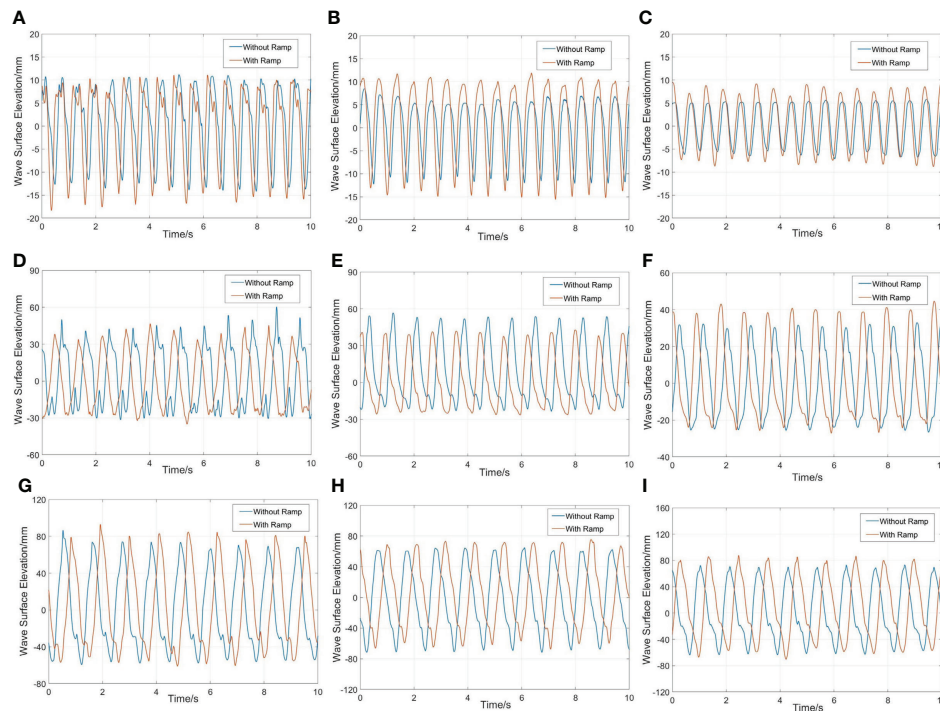 A
Wave Surface Elevation/mm
20
15
10
5
0
-5
-10
15
20
Without Ramp
With Ramp
0 2 4 6 8 10
Time/s
B
Wave Surface Elevation/mm
20
15
10
5
0
-5
-10
-15
20
Without Ramp
With Ramp
0 2 4 6 8 10
Time/s
C
Wave Surface Elevation/mm
20
15
10
5
0
-5
-10
-15
20
Without Ramp
With Ramp
0 2 4 6 8
Time/s
D
Wave Surface Elevation/mm
90
60
30
0
-30
-60
Without Ramp
With Ramp
0 2 4 6 8 10
Time/s
E
Wave Surface Elevation/mm
90
60
30
0
-30
-60
Without Ramp
With Ramp
0 2 4 6 8 10
Time/s
F
Wave Surface Elevation/mm
60
40
20
0
-20
-40
Without Ramp
With Ramp
0 2 4 6 8 10
Time/s
G
Wave Surface Elevation/mm
120
80
40
0
-40
-80
Without Ramp
With Ramp
0 2 4 6 8 10
Time/s
H
Wave Surface Elevation/mm
120
80
40
0
-40
-80
-120
Without Ramp
With Ramp
0 2 4 6 8 10
Time/s
I
Wave Surface Elevation/mm
160
120
80
40
0
-40
-80
-120
Without Ramp
With Ramp
0 2 4 6 8 10
Time/s